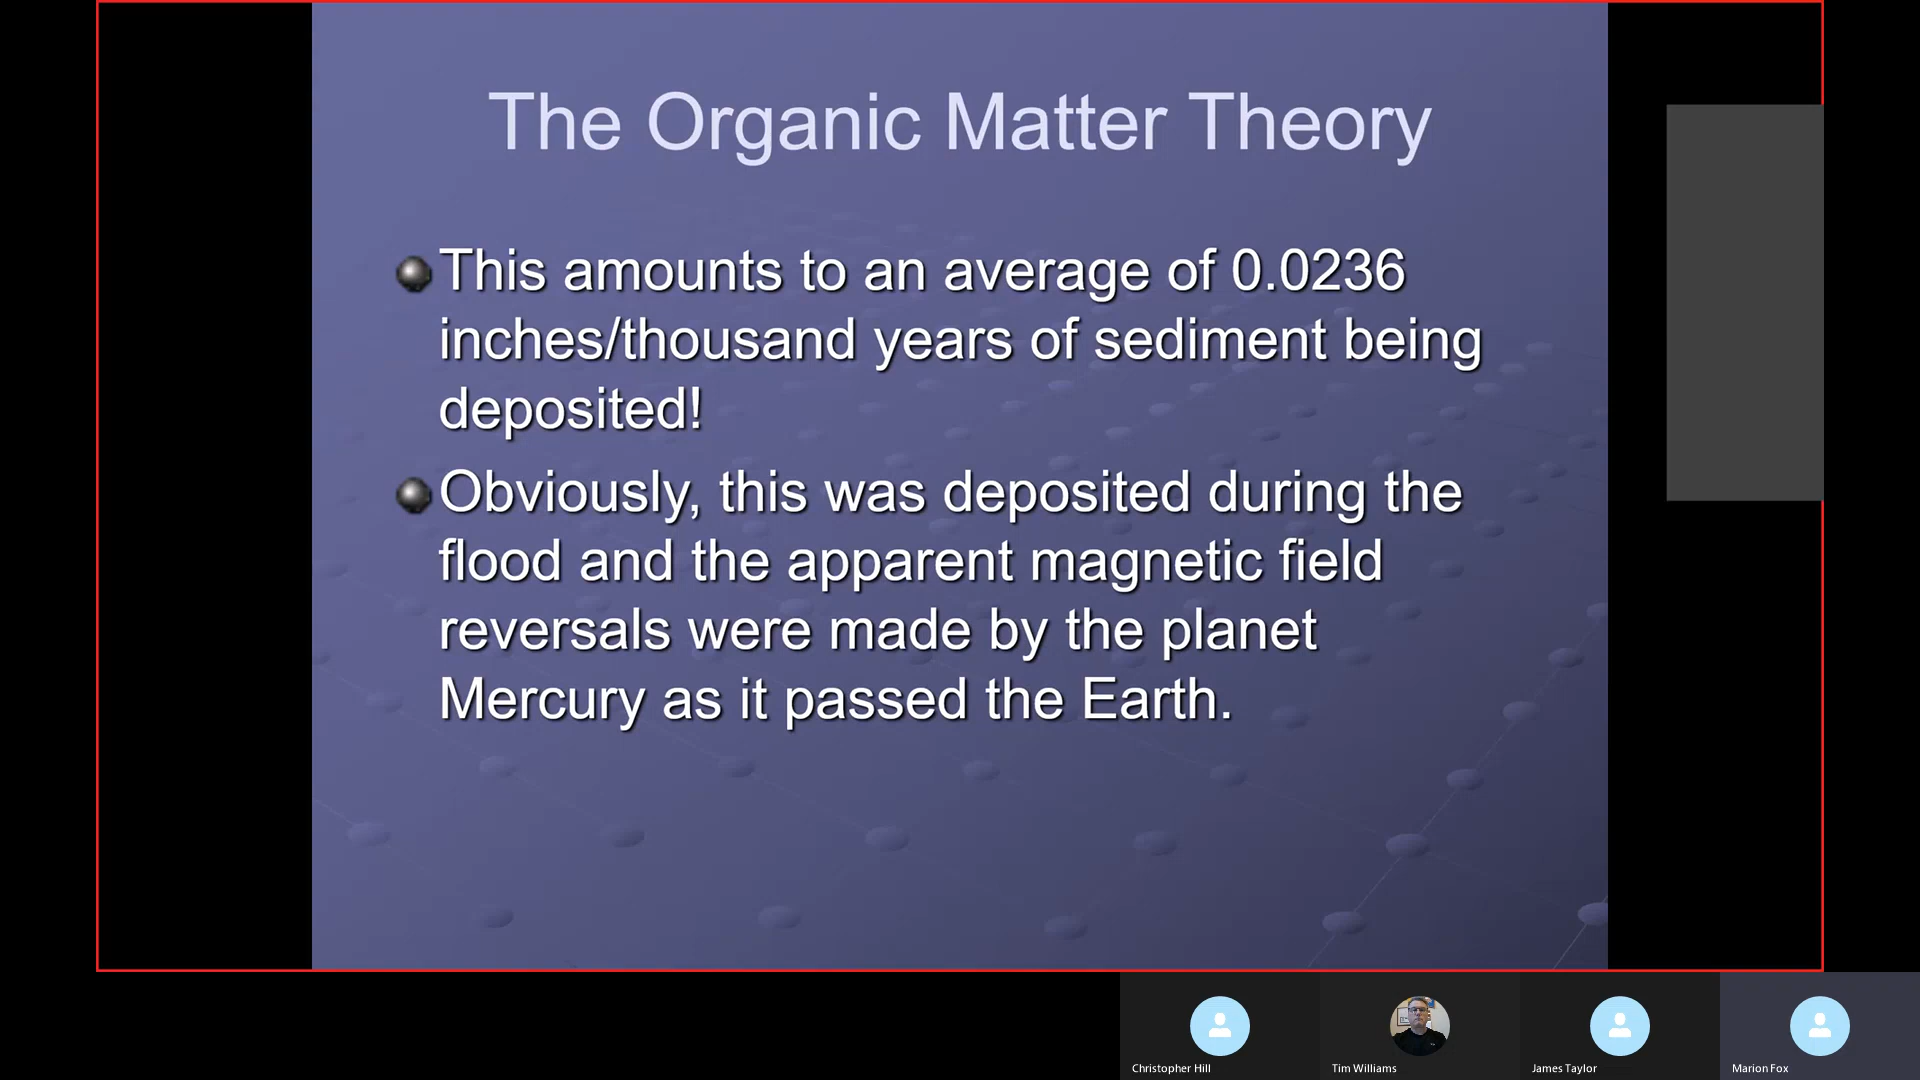 The Organic Matter Theory
This amounts to an average of 0.0236
inches/thousand years of sediment being
deposited!
Obviously, this was deposited during the
flood and the apparent magnetic field
reversals were made by the planet
Mercury as it passed the Earth.
Christopher Hill
Tim Williams
James Taylor
Marion Fox